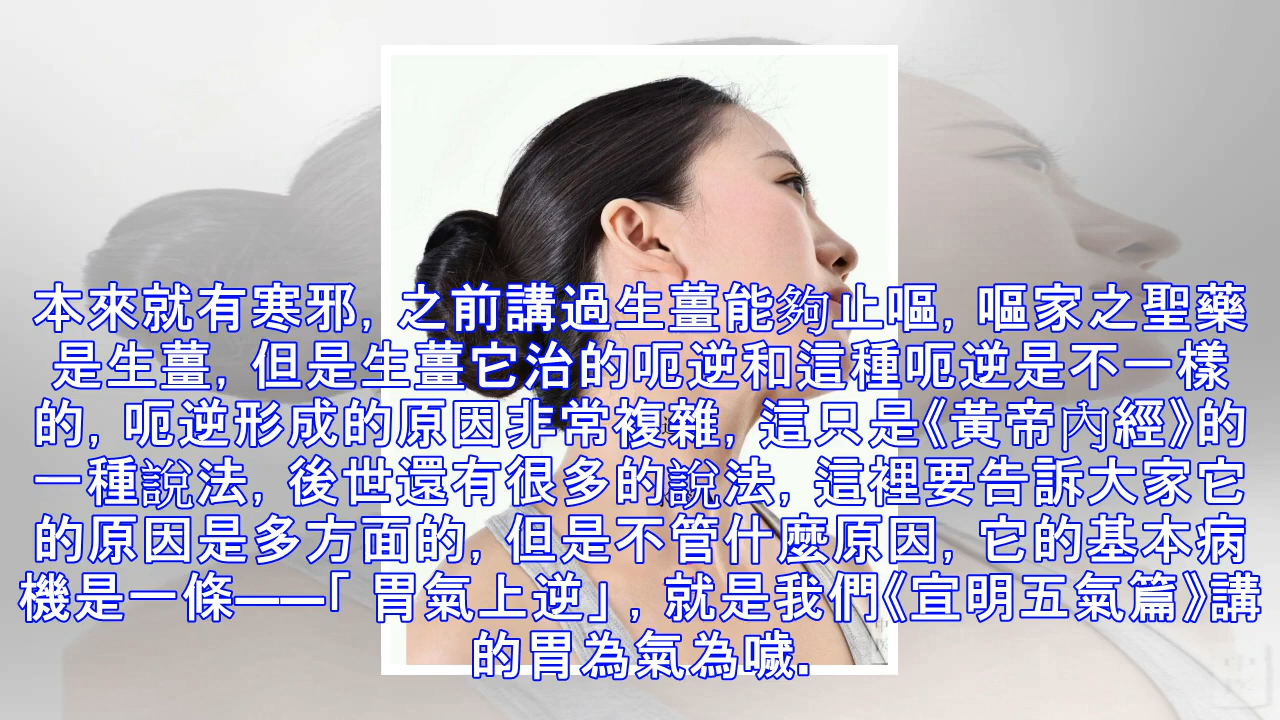 本來就有寒邪, 之前講過生薑能夠止嘔, 嘔家之聖藥
是生薑, 但是生薑它治的呃逆和這種呃逆是不一樣
的, 呃逆形成的原因非常複雜, 這只是《黃帝內經》的
一種說法, 後世還有很多的說法, 這裡要告訴大家它
的原因是多方面的, 但是不管什麼原因, 它的基本病
機是一條——「胃氣上逆」, 就是我們《宣明五氣篇》講
的胃為氣為噦.